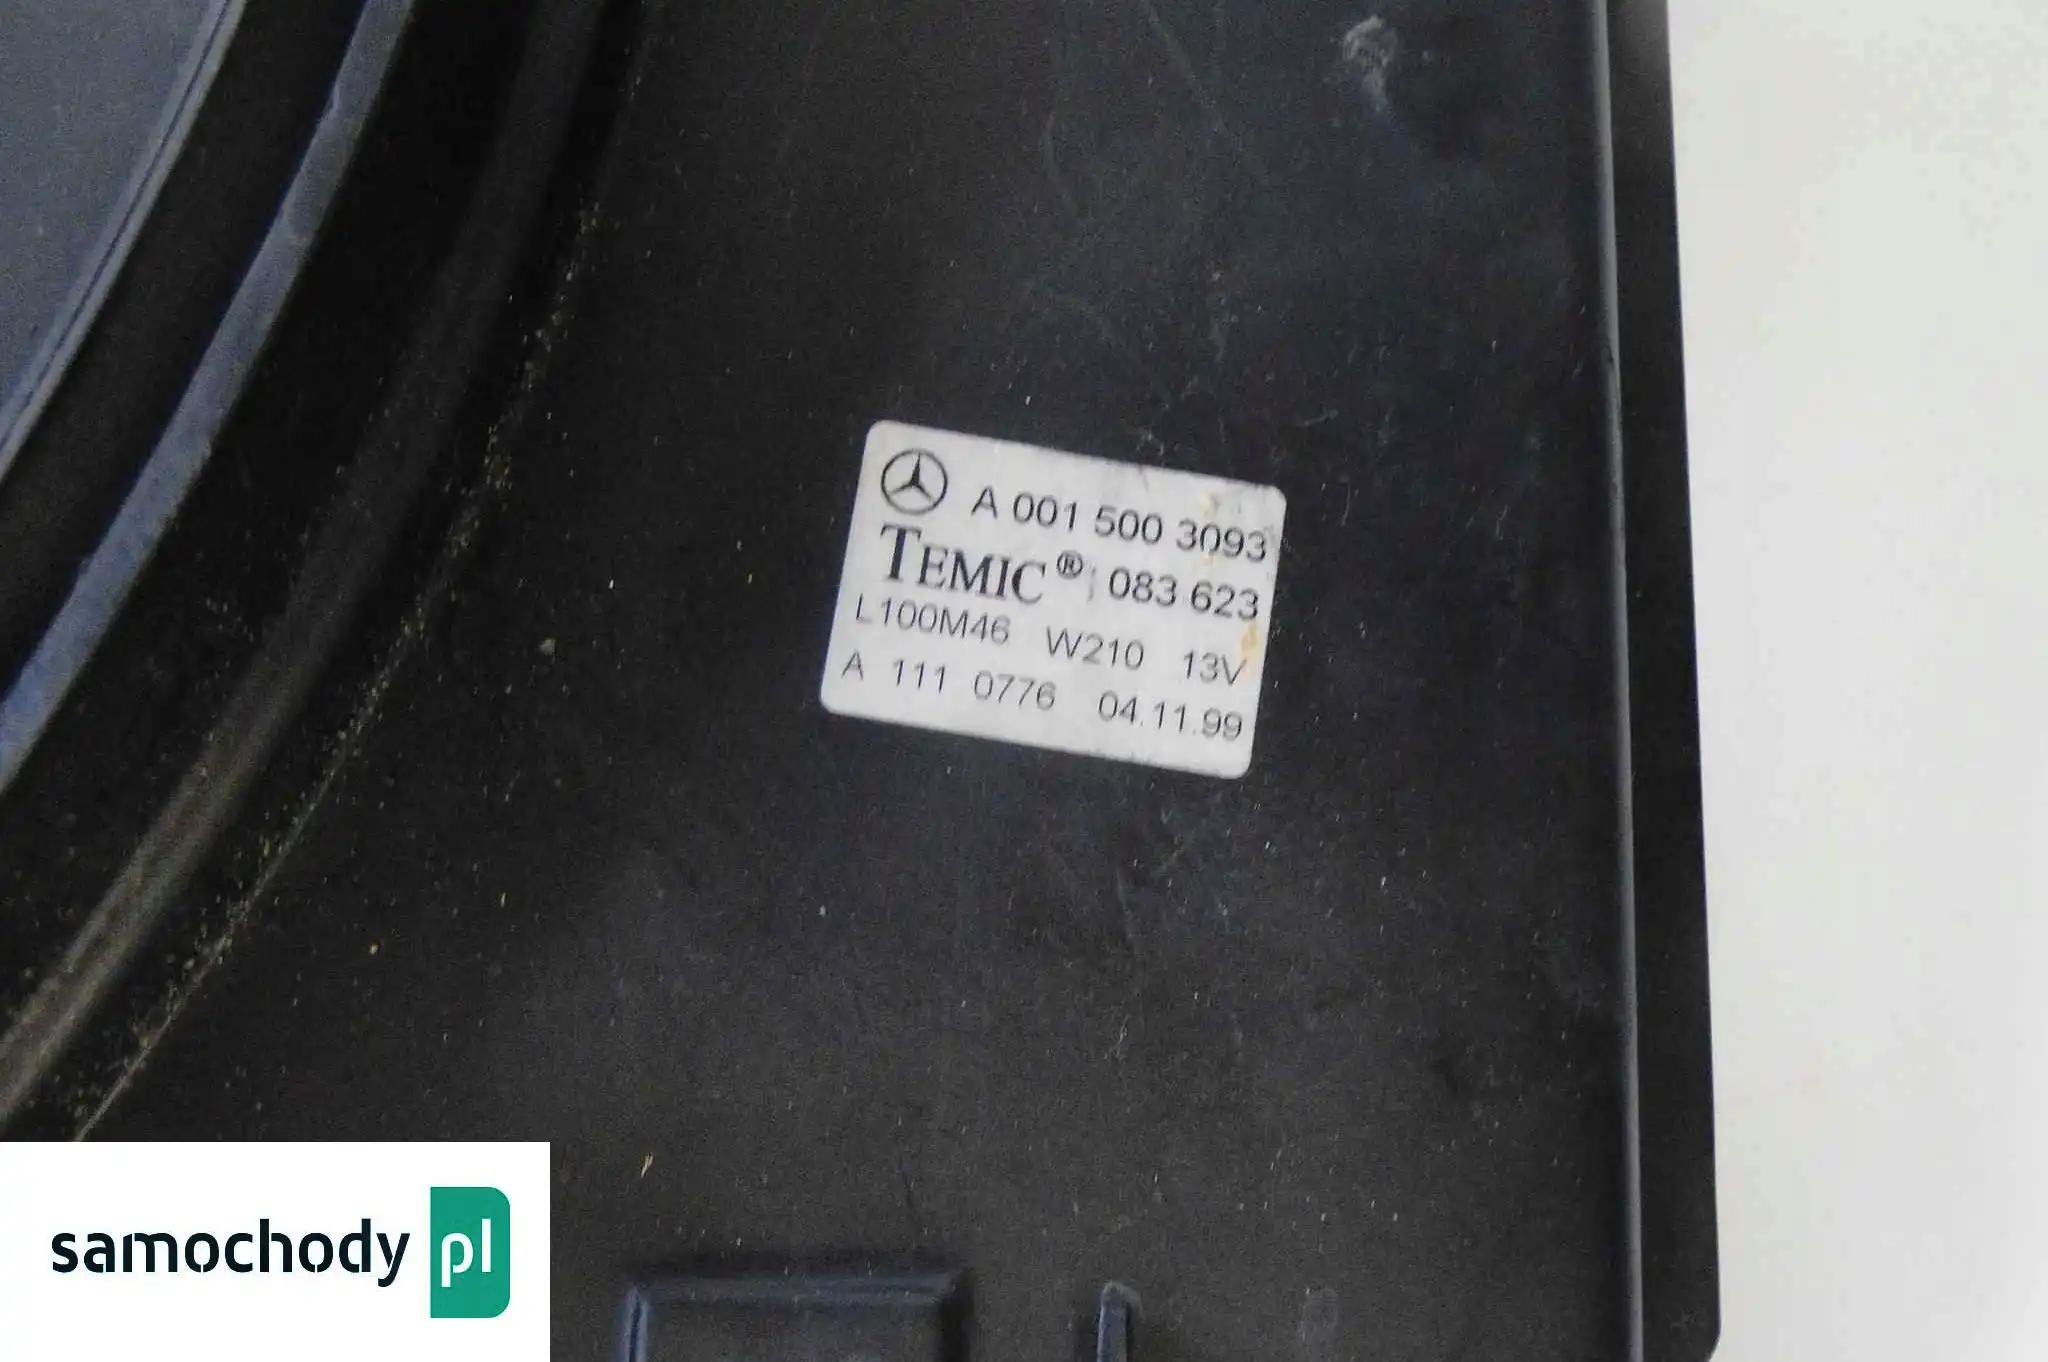 A 001 500 3093
TEMIC® 083 623
L100M46 W210 13V
A 111 0776 04.11.99
samochody pl